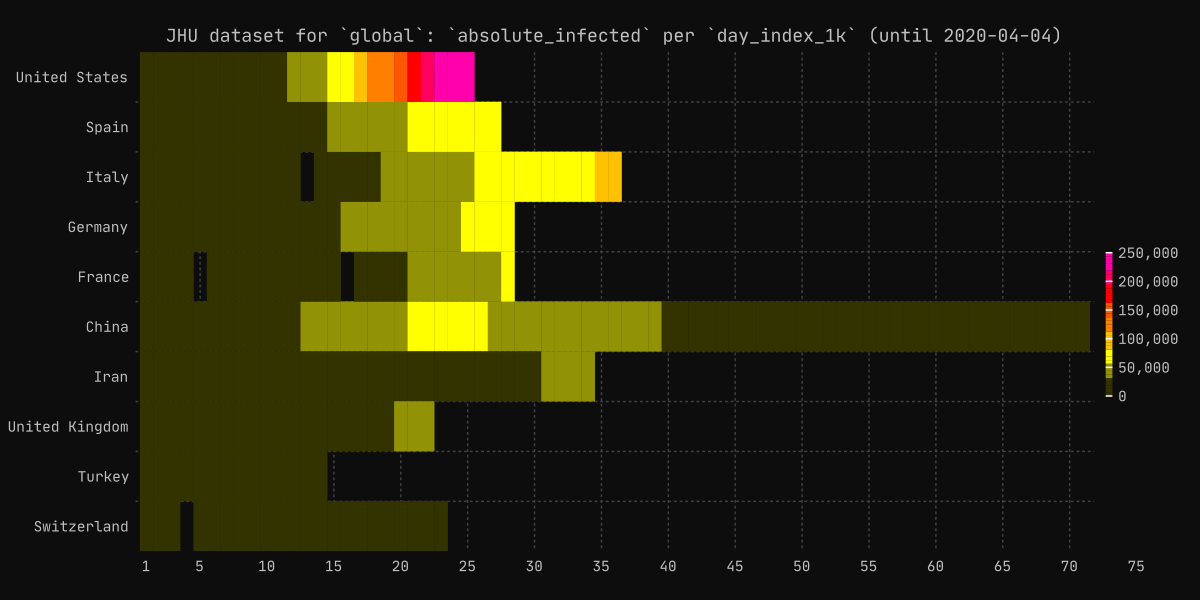 JHU dataset for `global`: `absolute_infected` per `day_index_1k` (until 2020-04-04)
United States
Spain
Italy
Germany
France
China
Iran
United Kingdom
Turkey
Switzerland
250,000
200,000
150,000
100,000
50,000
0
1 5 10 15 20 25 30 35 40 45 50 55 60 65 70 75